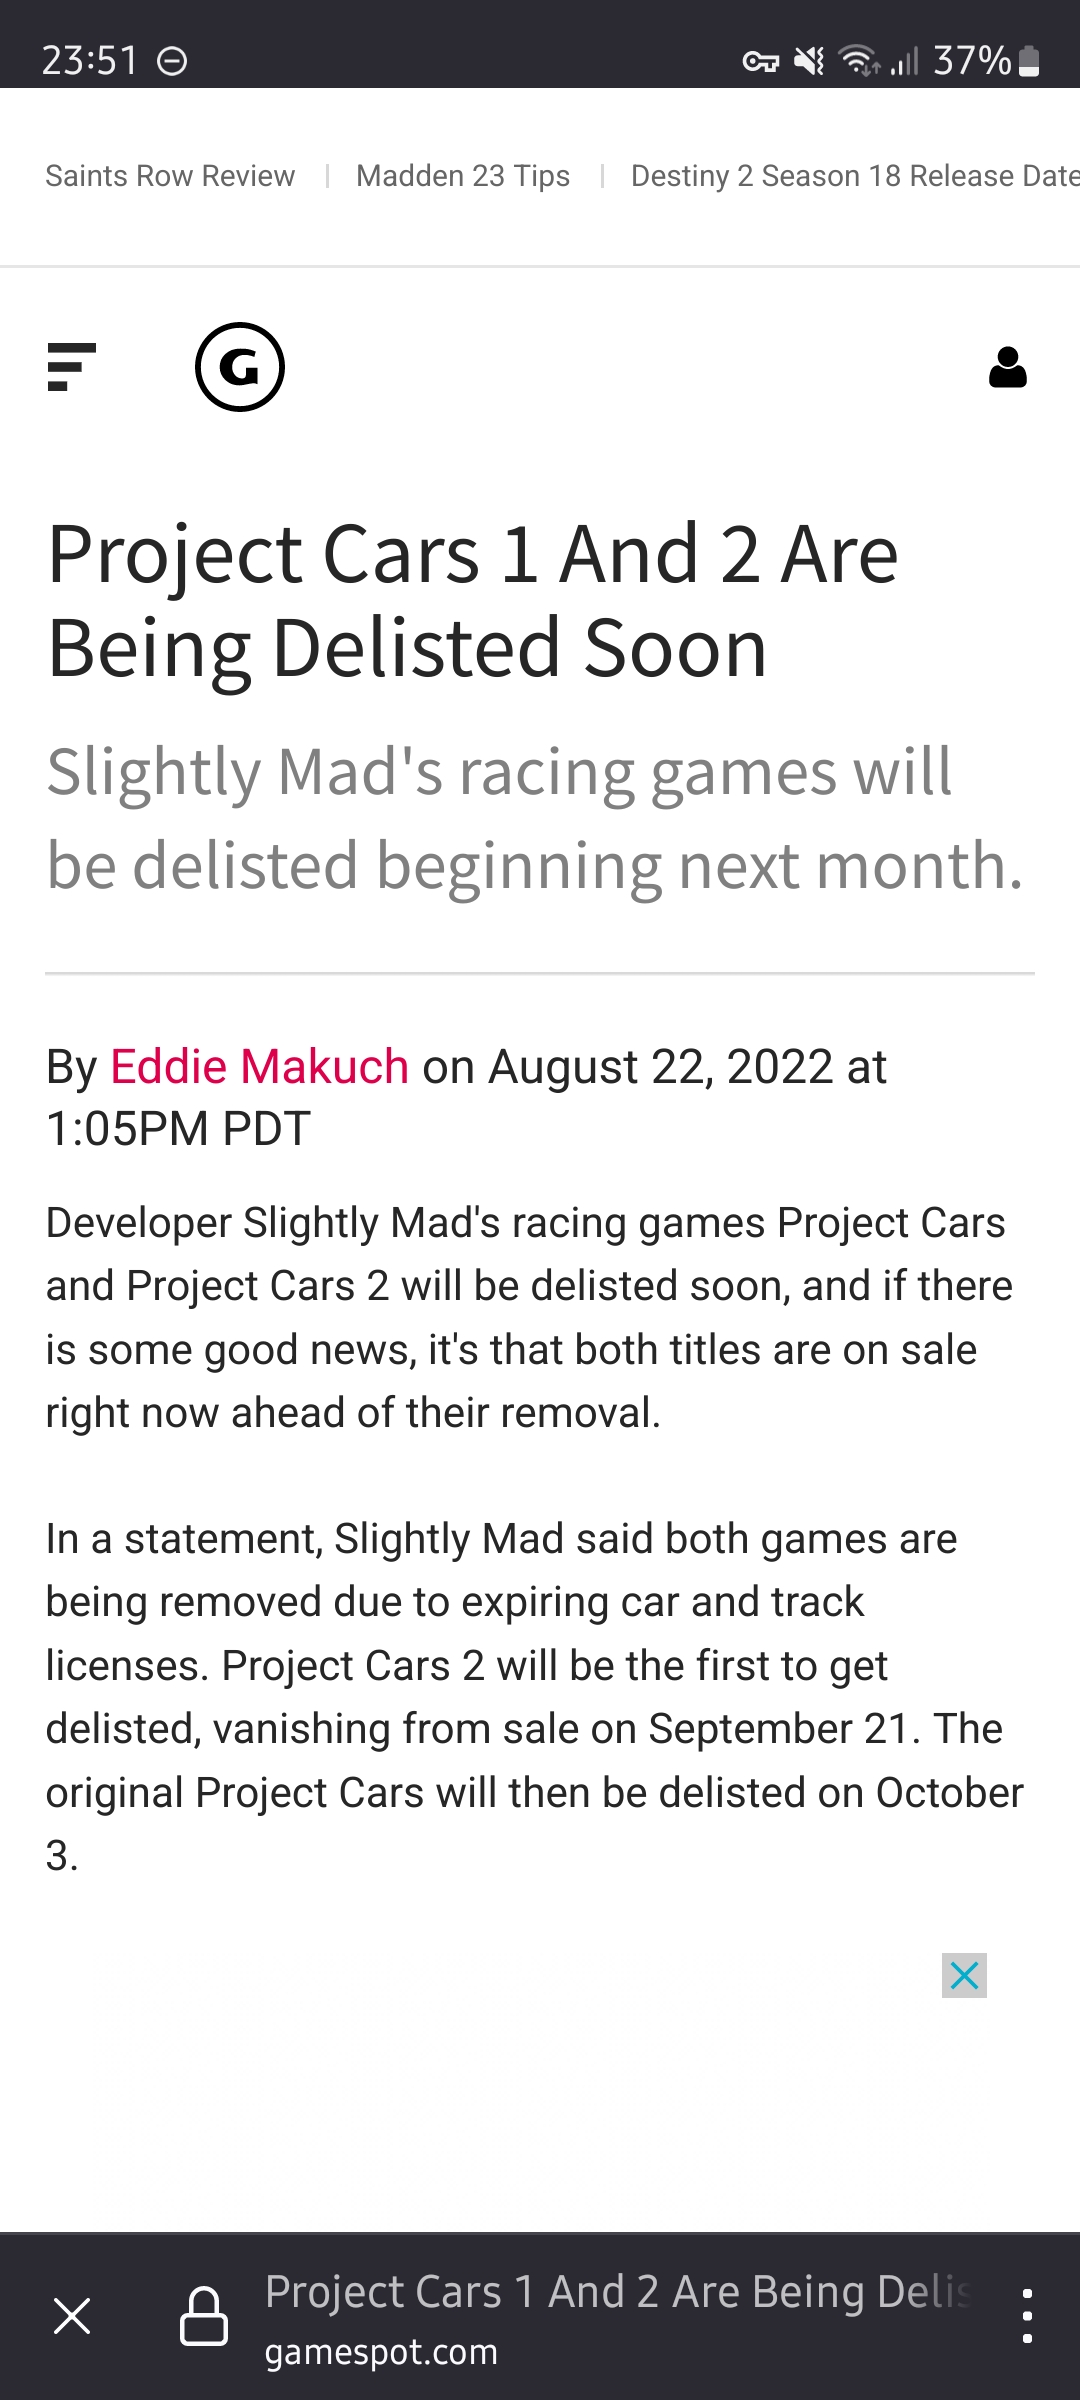 23:51 37%
Saints Row Review | Madden 23 Tips | Destiny 2 Season 18 Release Date
G
Project Cars 1 And 2 Are
Being Delisted Soon
Slightly Mad's racing games will
be delisted beginning next month.
By Eddie Makuch on August 22, 2022 at
1:05PM PDT
Developer Slightly Mad's racing games Project Cars
and Project Cars 2 will be delisted soon, and if there
is some good news, it's that both titles are on sale
right now ahead of their removal.
In a statement, Slightly Mad said both games are
being removed due to expiring car and track
licenses. Project Cars 2 will be the first to get
delisted, vanishing from sale on September 21. The
original Project Cars will then be delisted on October
3.
Project Cars 1 And 2 Are Being Delis
gamespot.com